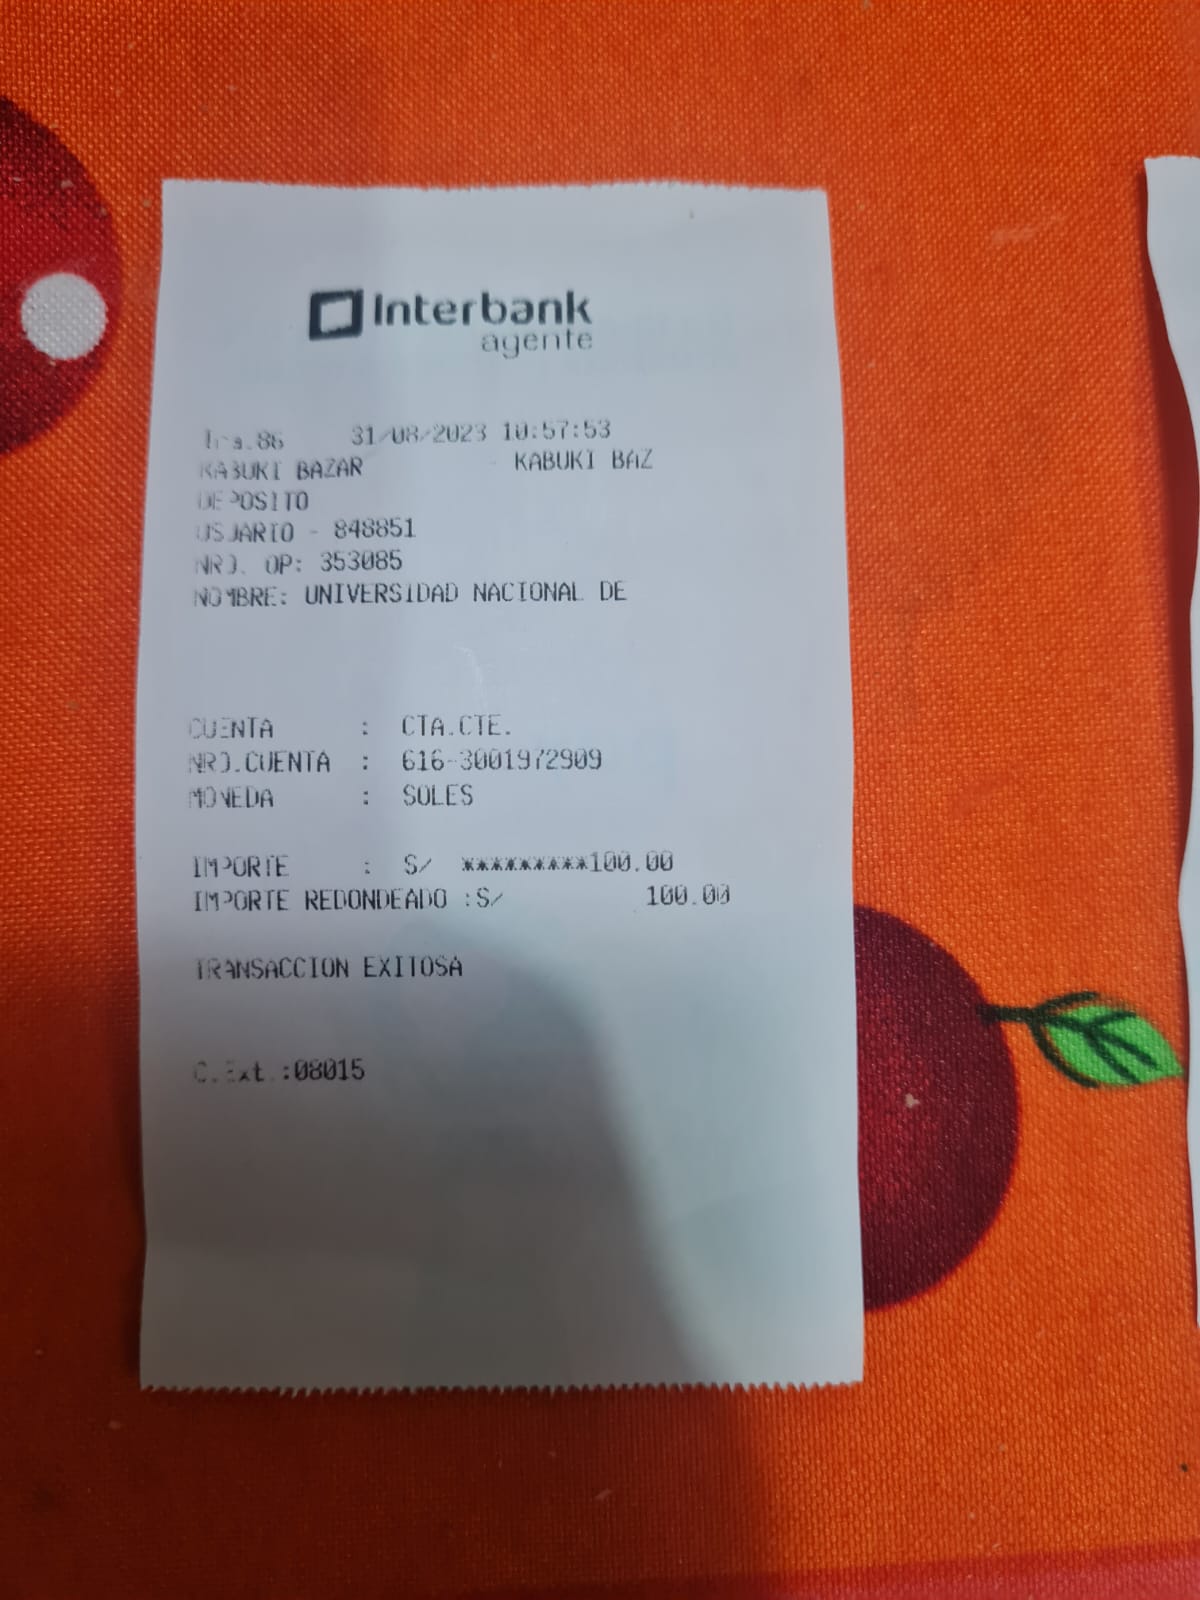 Interbank
agente
Tra.86 31/08/2023 10:57:53
KABUKI BAZAR - KABUKI BAZ
DEPOSITO
USUARIO - 848851
NRO. OP: 353085
NOMBRE: UNIVERSIDAD NACIONAL DE
CUENTA : CTA.CTE.
NRO.CUENTA : 616-3001972909
MONEDA : SOLES
IMPORTE : S/ *********100.00
IMPORTE REDONDEADO :S/ 100.00
TRANSACCION EXITOSA
C.Ext.:08015